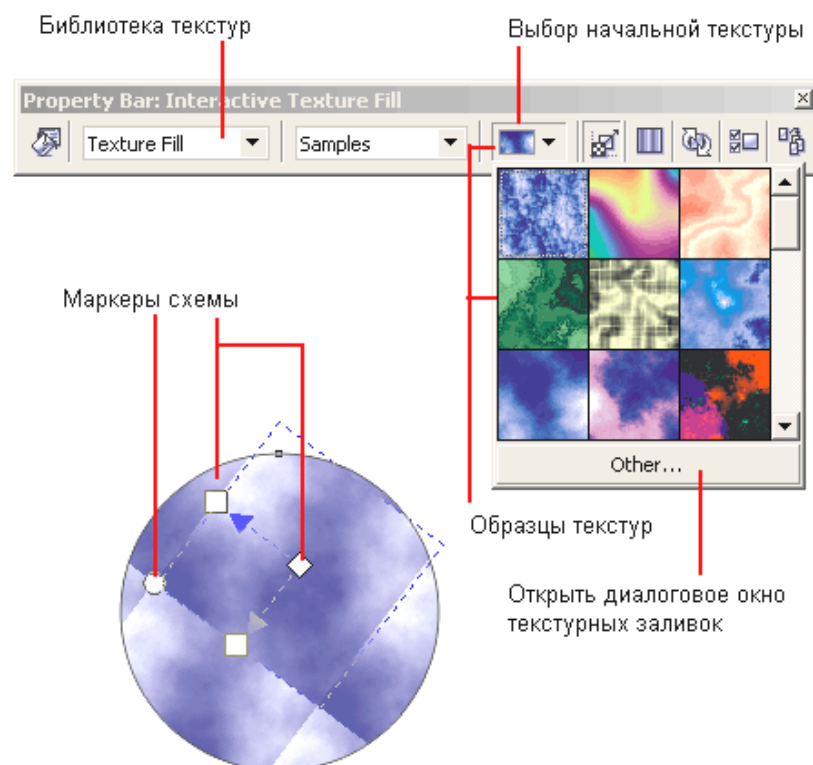 Библиотека текстур
Выбор начальной текстуры
Property Bar: Interactive Texture Fill
Texture Fill
Samples
Маркеры схемы
Other...
Образцы текстур
Открыть диалоговое окно
текстурных заливок